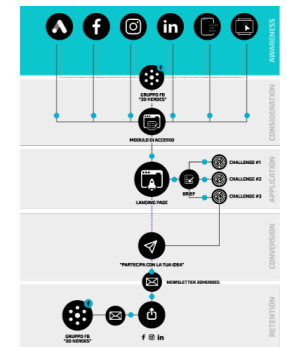 AWARENESS
GRUPPO FB
"3D HEROES"
CONSIDERATION
MODULO DI ACCESSO
APPLICATION
LANDING PAGE
BRIEF
CHALLENGE #1
CHALLENGE #2
CHALLENGE #3
CONVERSION
"PARTECIPA CON LA TUA IDEA"
NEWSLETTER 3DHEROES
RETENTION
GRUPPO FB
"3D HEROES"
f
in